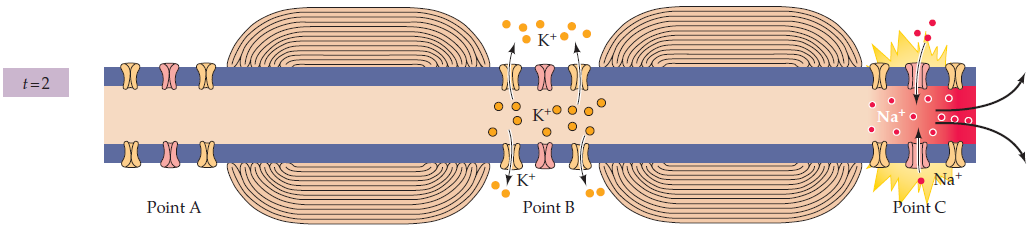 K+
t=2
K+
Na+
K+
Na+
Point A
Point B
Point C